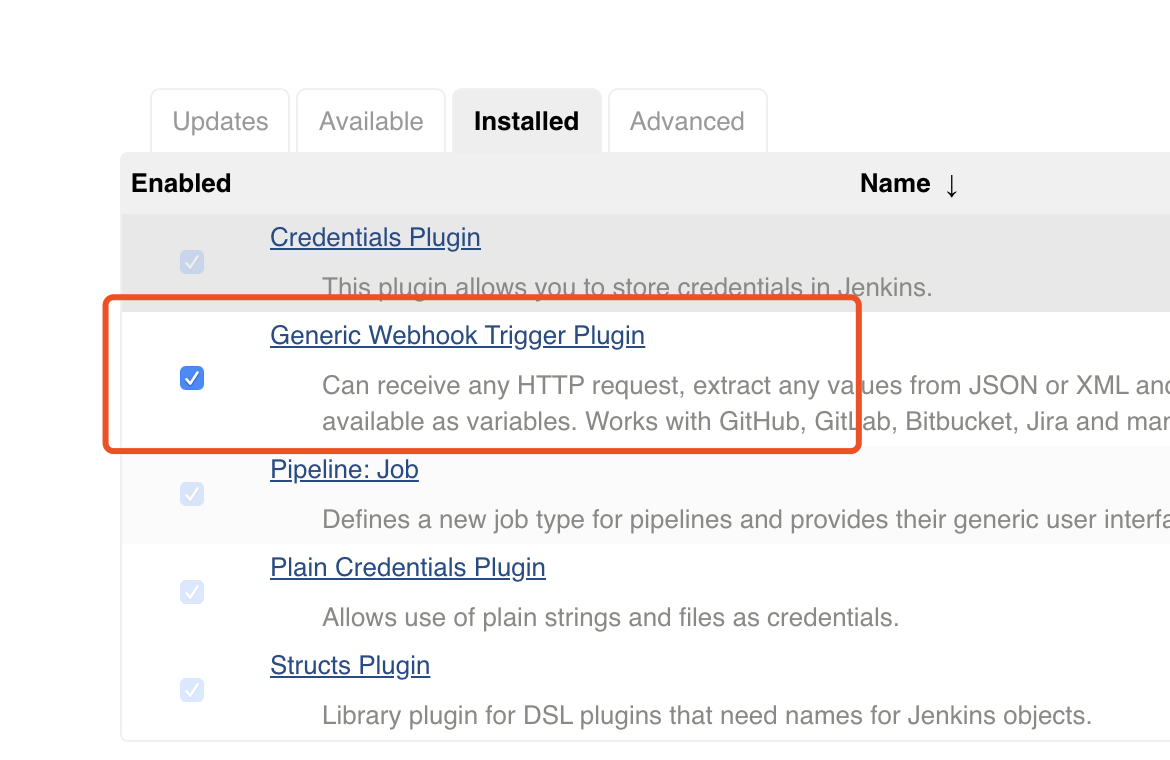 Updates Available Installed Advanced
Enabled Name ↓
Credentials Plugin
This plugin allows you to store credentials in Jenkins.
Generic Webhook Trigger Plugin
Can receive any HTTP request, extract any values from JSON or XML and
available as variables. Works with GitHub, GitLab, Bitbucket, Jira and
Pipeline: Job
Defines a new job type for pipelines and provides their generic user
Plain Credentials Plugin
Allows use of plain strings and files as credentials.
Structs Plugin
Library plugin for DSL plugins that need names for Jenkins objects.